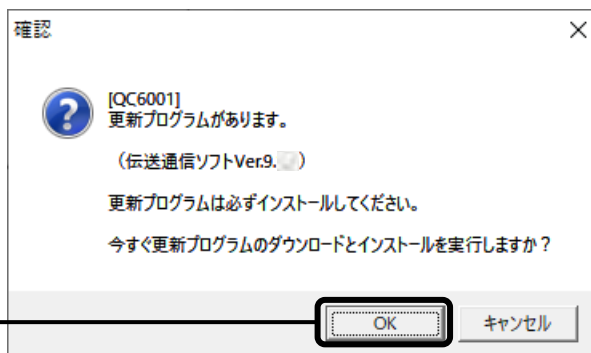 確認
[QC6001]
更新プログラムがあります。
（伝送通信ソフトVer.9. ）
更新プログラムは必ずインストールしてください。
今すぐ更新プログラムのダウンロードとインストールを実行しますか？
OK
キャンセル